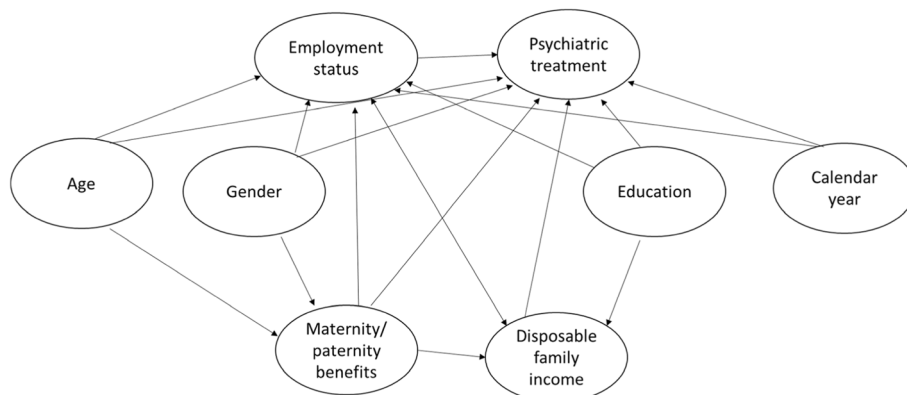 Employment
status
Psychiatric
treatment
Age
Gender
Education
Calendar
year
Maternity/
paternity
benefits
Disposable
family
income